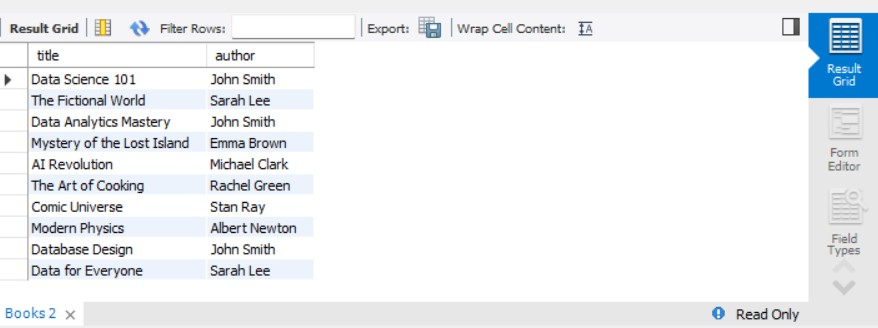 Result Grid Filter Rows: Export: Wrap Cell Content: IA
title author
Data Science 101 John Smith
The Fictional World Sarah Lee
Data Analytics Mastery John Smith
Mystery of the Lost Island Emma Brown
AI Revolution Michael Clark
The Art of Cooking Rachel Green
Comic Universe Stan Ray
Modern Physics Albert Newton
Database Design John Smith
Data for Everyone Sarah Lee
Result
Grid
Form
Editor
Field
Types
Books 2 × Read Only